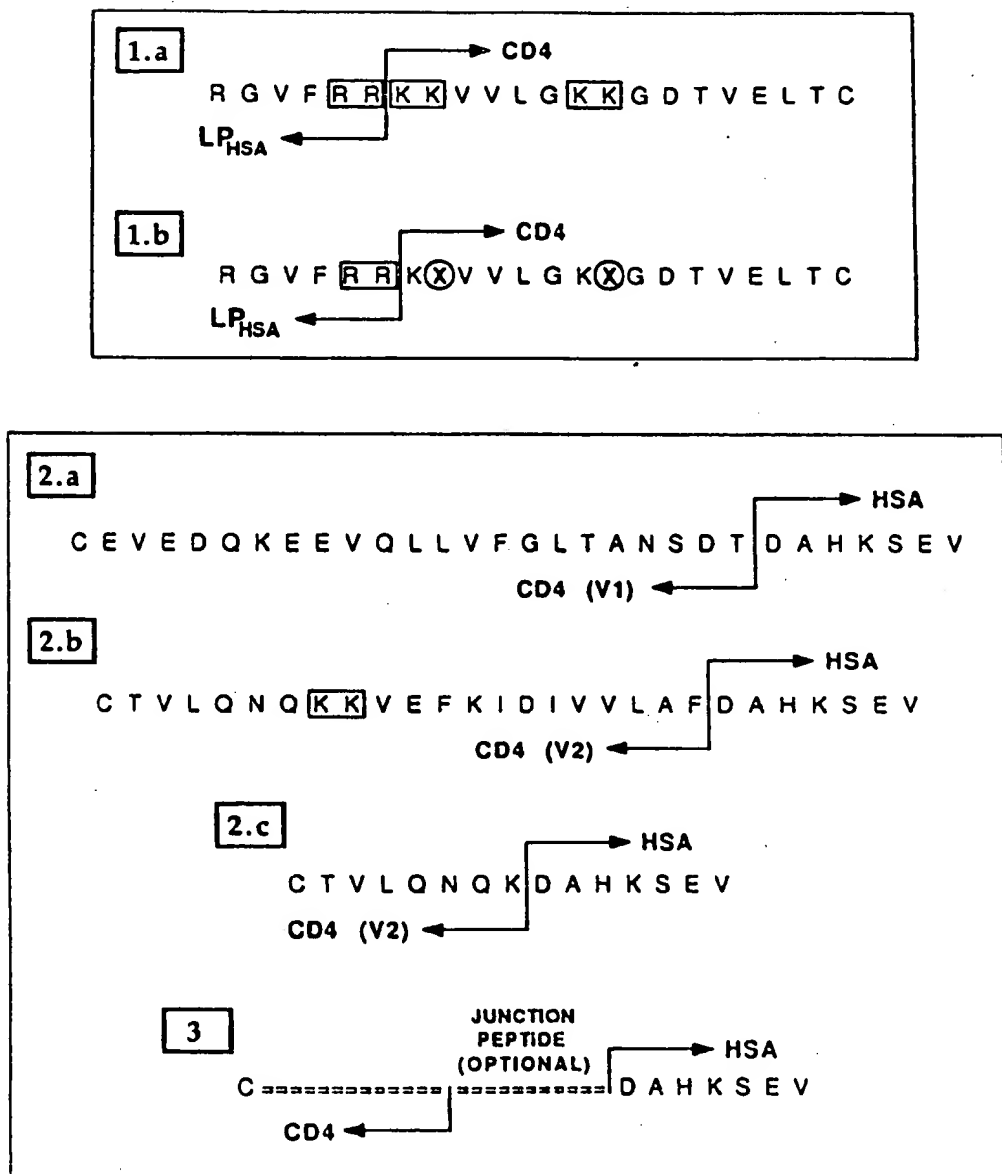 1.a
CD4
R G V F R R K K V V L G K K G D T V E L T C
LPHSA
1.b
CD4
R G V F R R K X V V L G K X G D T V E L T C
LPHSA
2.a
HSA
C E V E D Q K E E V Q L L V F G L T A N S D T D A H K S E V
CD4 (V1)
2.b
HSA
C T V L Q N Q K K V E F K I D I V V L A F D A H K S E V
CD4 (V2)
2.c
HSA
C T V L Q N Q K D A H K S E V
CD4 (V2)
3
JUNCTION
PEPTIDE
(OPTIONAL)
HSA
C D A H K S E V
CD4